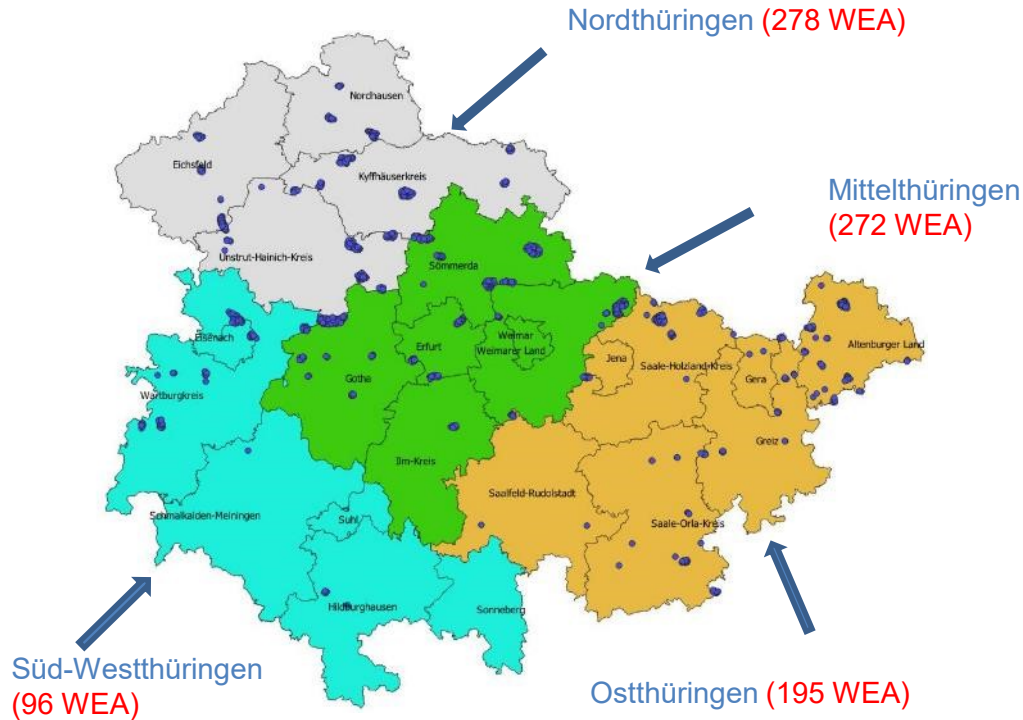 Nordthüringen (278 WEA)
Nordhausen
Eichsfeld
Kyffhäuserkreis
Mittelthüringen
(272 WEA)
Unstrut-Hainich-Kreis
Sömmerda
Eisenach
Erfurt
Weimar
Weimarer Land
Jena
Saale-Holzland-Kreis
Altenburger Land
Gera
Gotha
Wartburgkreis
Greiz
Ilm-Kreis
Saalfeld-Rudolstadt
Schmalkalden-Meiningen
Suhl
Saale-Orla-Kreis
Hildburghausen
Sonneberg
Süd-Westthüringen
(96 WEA)
Ostthüringen (195 WEA)